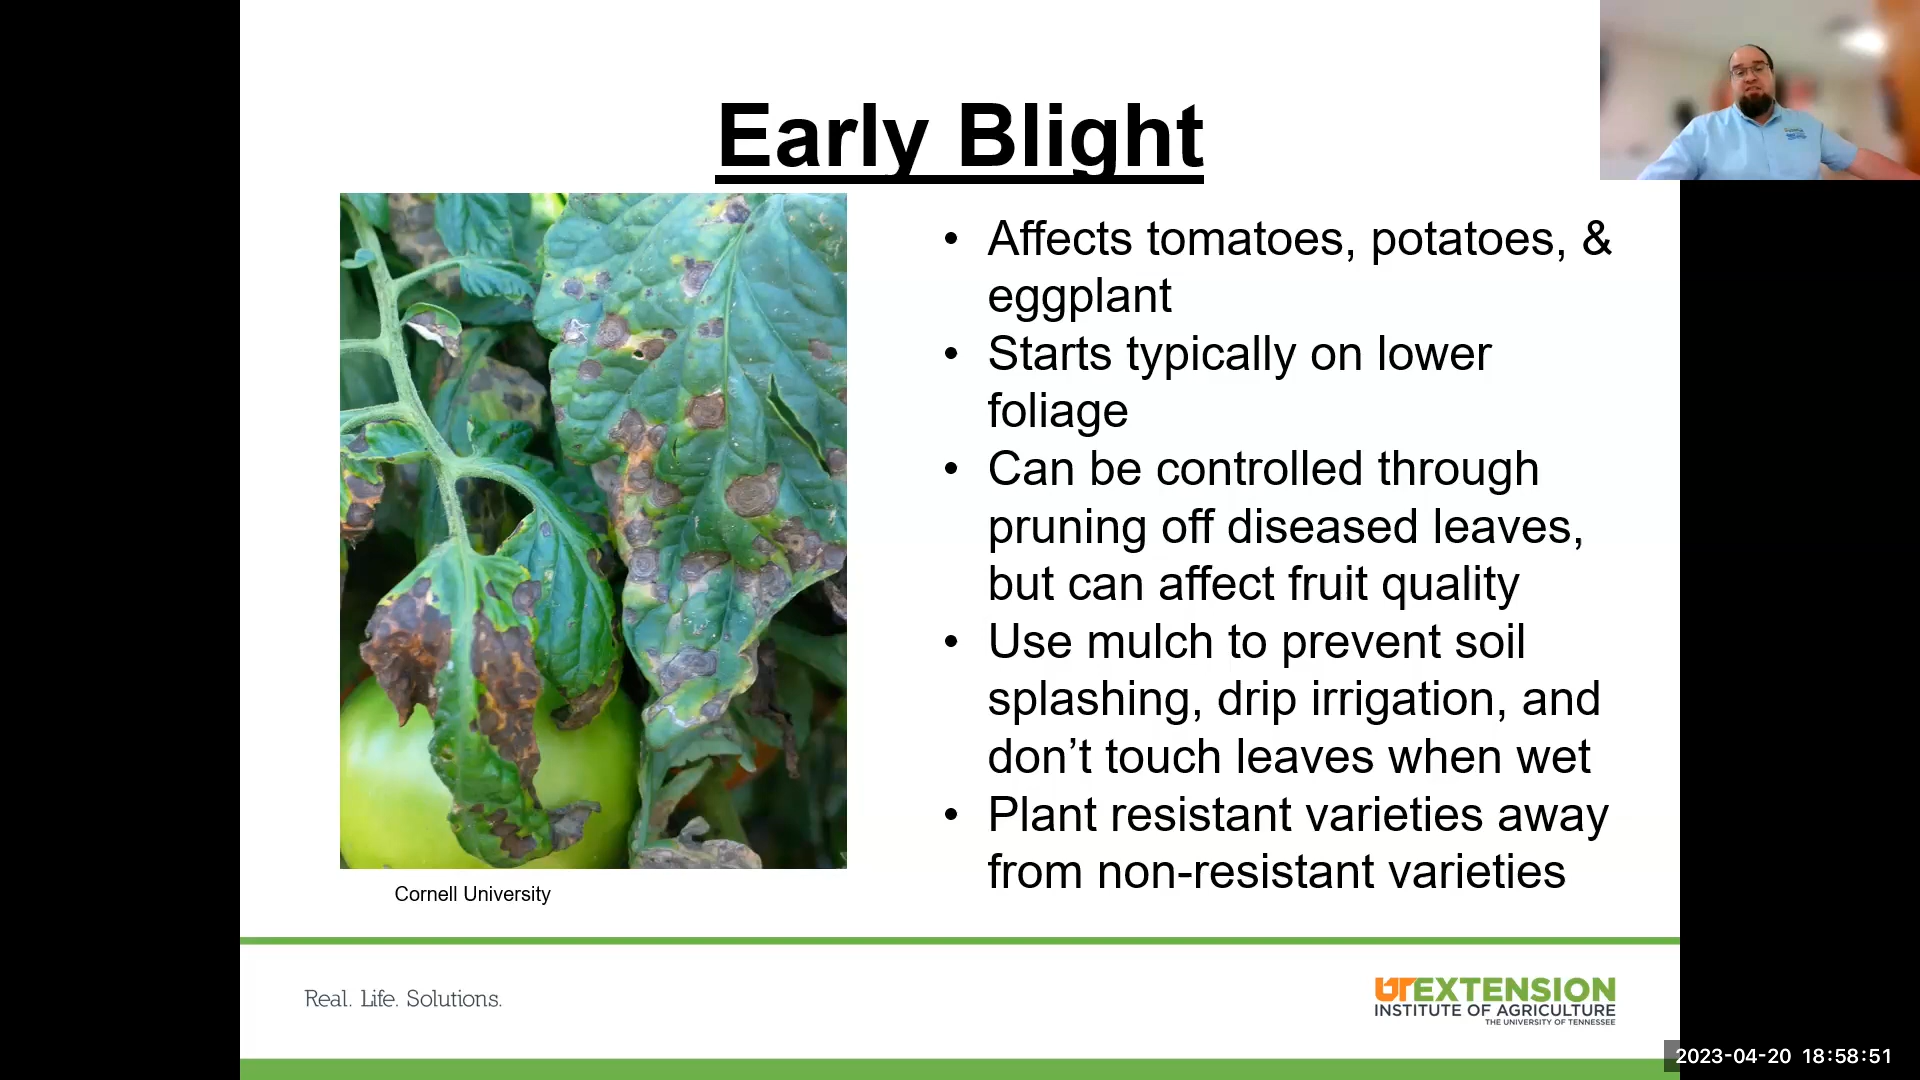 Early Blight
• Affects tomatoes, potatoes, &
eggplant
• Starts typically on lower
foliage
• Can be controlled through
pruning off diseased leaves,
but can affect fruit quality
• Use mulch to prevent soil
splashing, drip irrigation, and
don’t touch leaves when wet
• Plant resistant varieties away
from non-resistant varieties
Cornell University
Real. Life. Solutions.
UTEXTENSION
INSTITUTE OF AGRICULTURE
THE UNIVERSITY OF TENNESSEE
2023-04-20 18:58:51